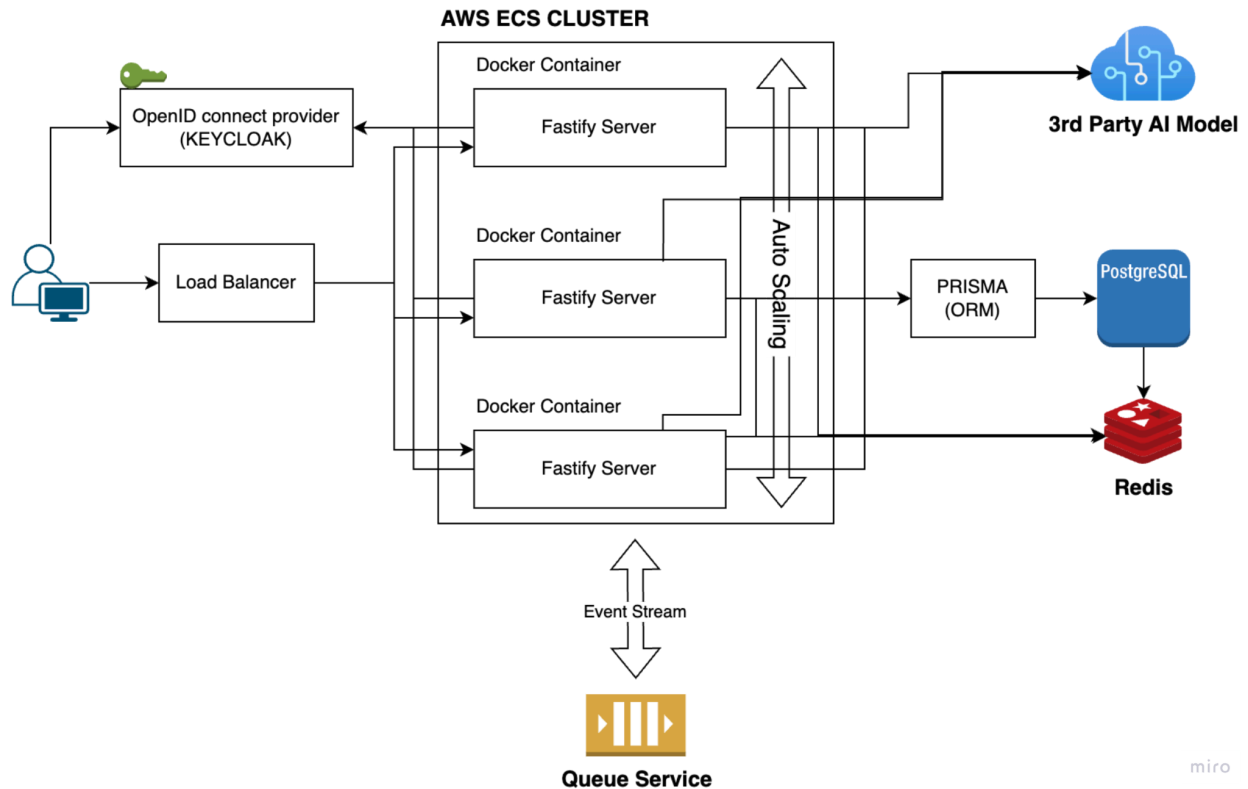 AWS ECS CLUSTER
Docker Container
OpenID connect provider
(KEYCLOAK)
Fastify Server
3rd Party AI Model
Docker Container
Load Balancer
Fastify Server
Auto Scaling
PRISMA
(ORM)
PostgreSQL
Docker Container
Fastify Server
Redis
Event Stream
Queue Service
miro